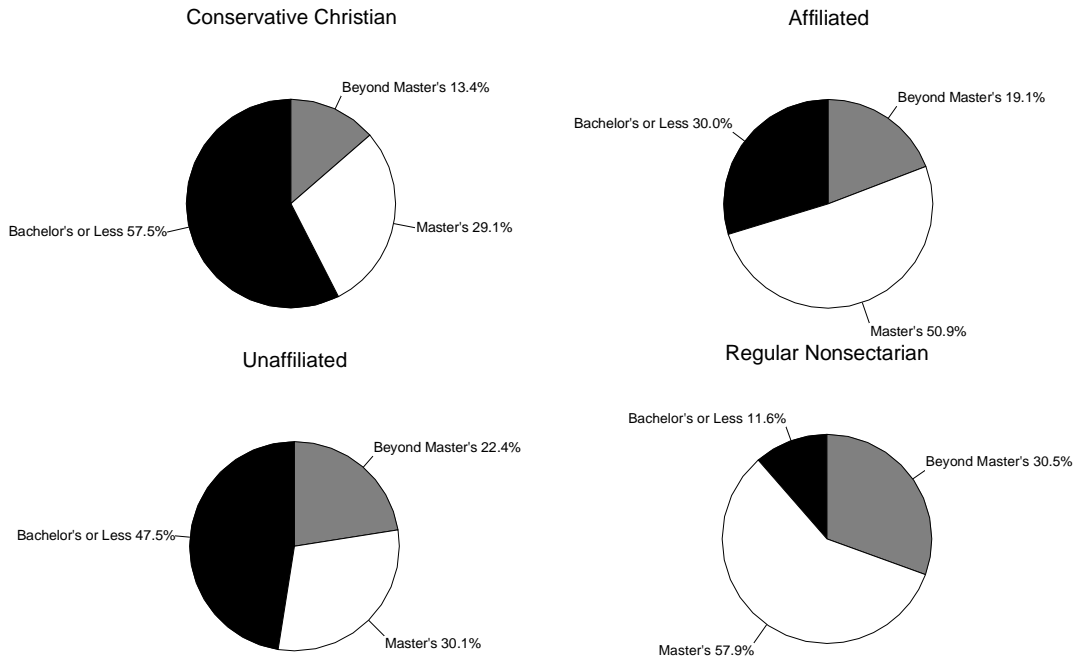 Conservative Christian
Beyond Master's 13.4%
Master's 29.1%
Bachelor's or Less 57.5%
Affiliated
Beyond Master's 19.1%
Bachelor's or Less 30.0%
Master's 50.9%
Unaffiliated
Beyond Master's 22.4%
Bachelor's or Less 47.5%
Master's 30.1%
Regular Nonsectarian
Bachelor's or Less 11.6%
Beyond Master's 30.5%
Master's 57.9%